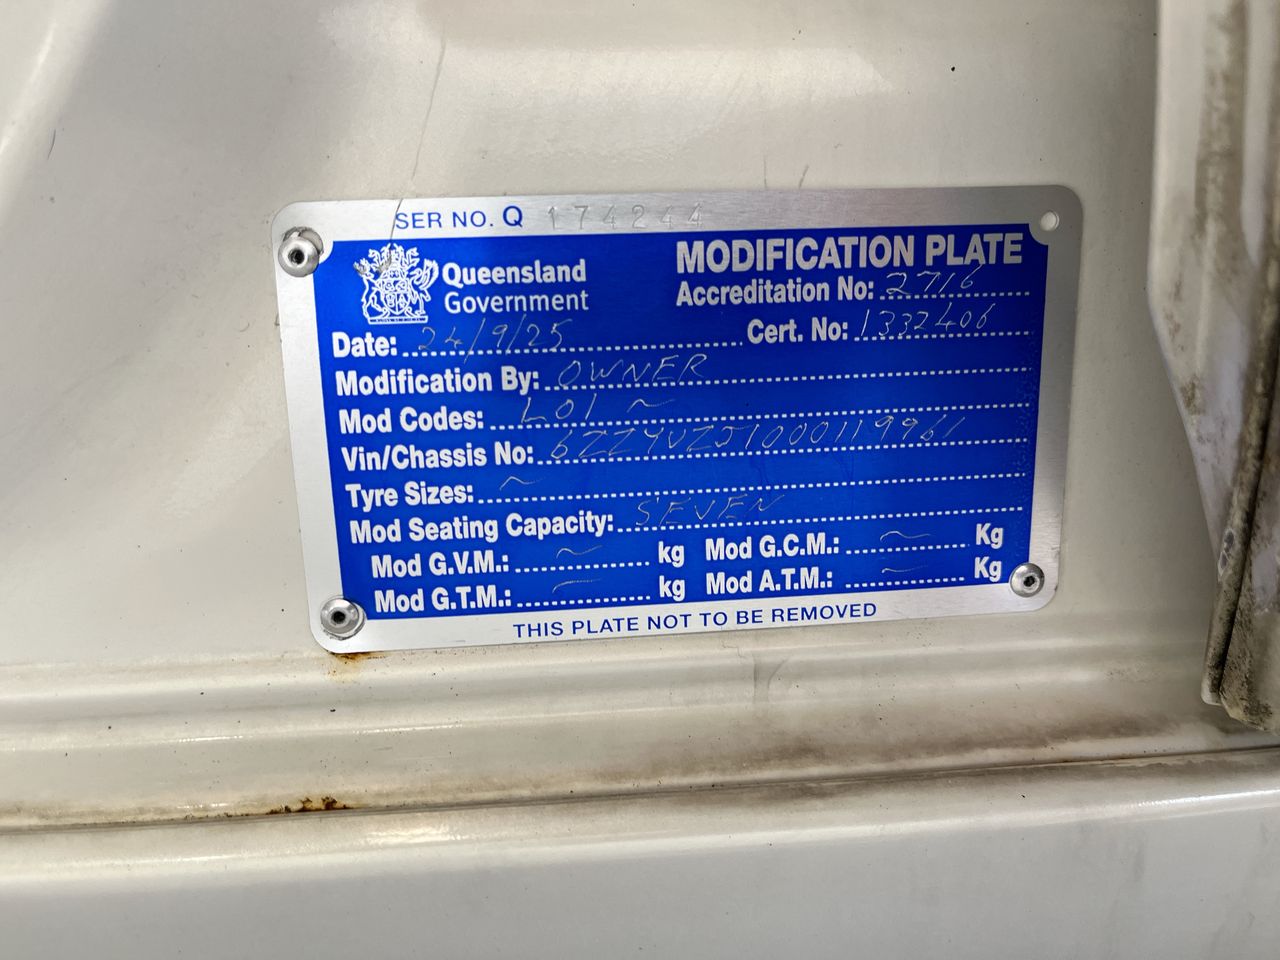 SER NO. Q 174244
Queensland Government
MODIFICATION PLATE
Accreditation No: 2716
Date: 24/9/25 Cert. No: 1332406
Modification By: OWNER
Mod Codes: LO1 ~
Vin/Chassis No: 6ZZYUZJ1000119961
Tyre Sizes: ~
Mod Seating Capacity: SEVEN
Mod G.V.M.: ~ kg Mod G.C.M.: ~ Kg
Mod G.T.M.: ~ kg Mod A.T.M.: ~ Kg
THIS PLATE NOT TO BE REMOVED